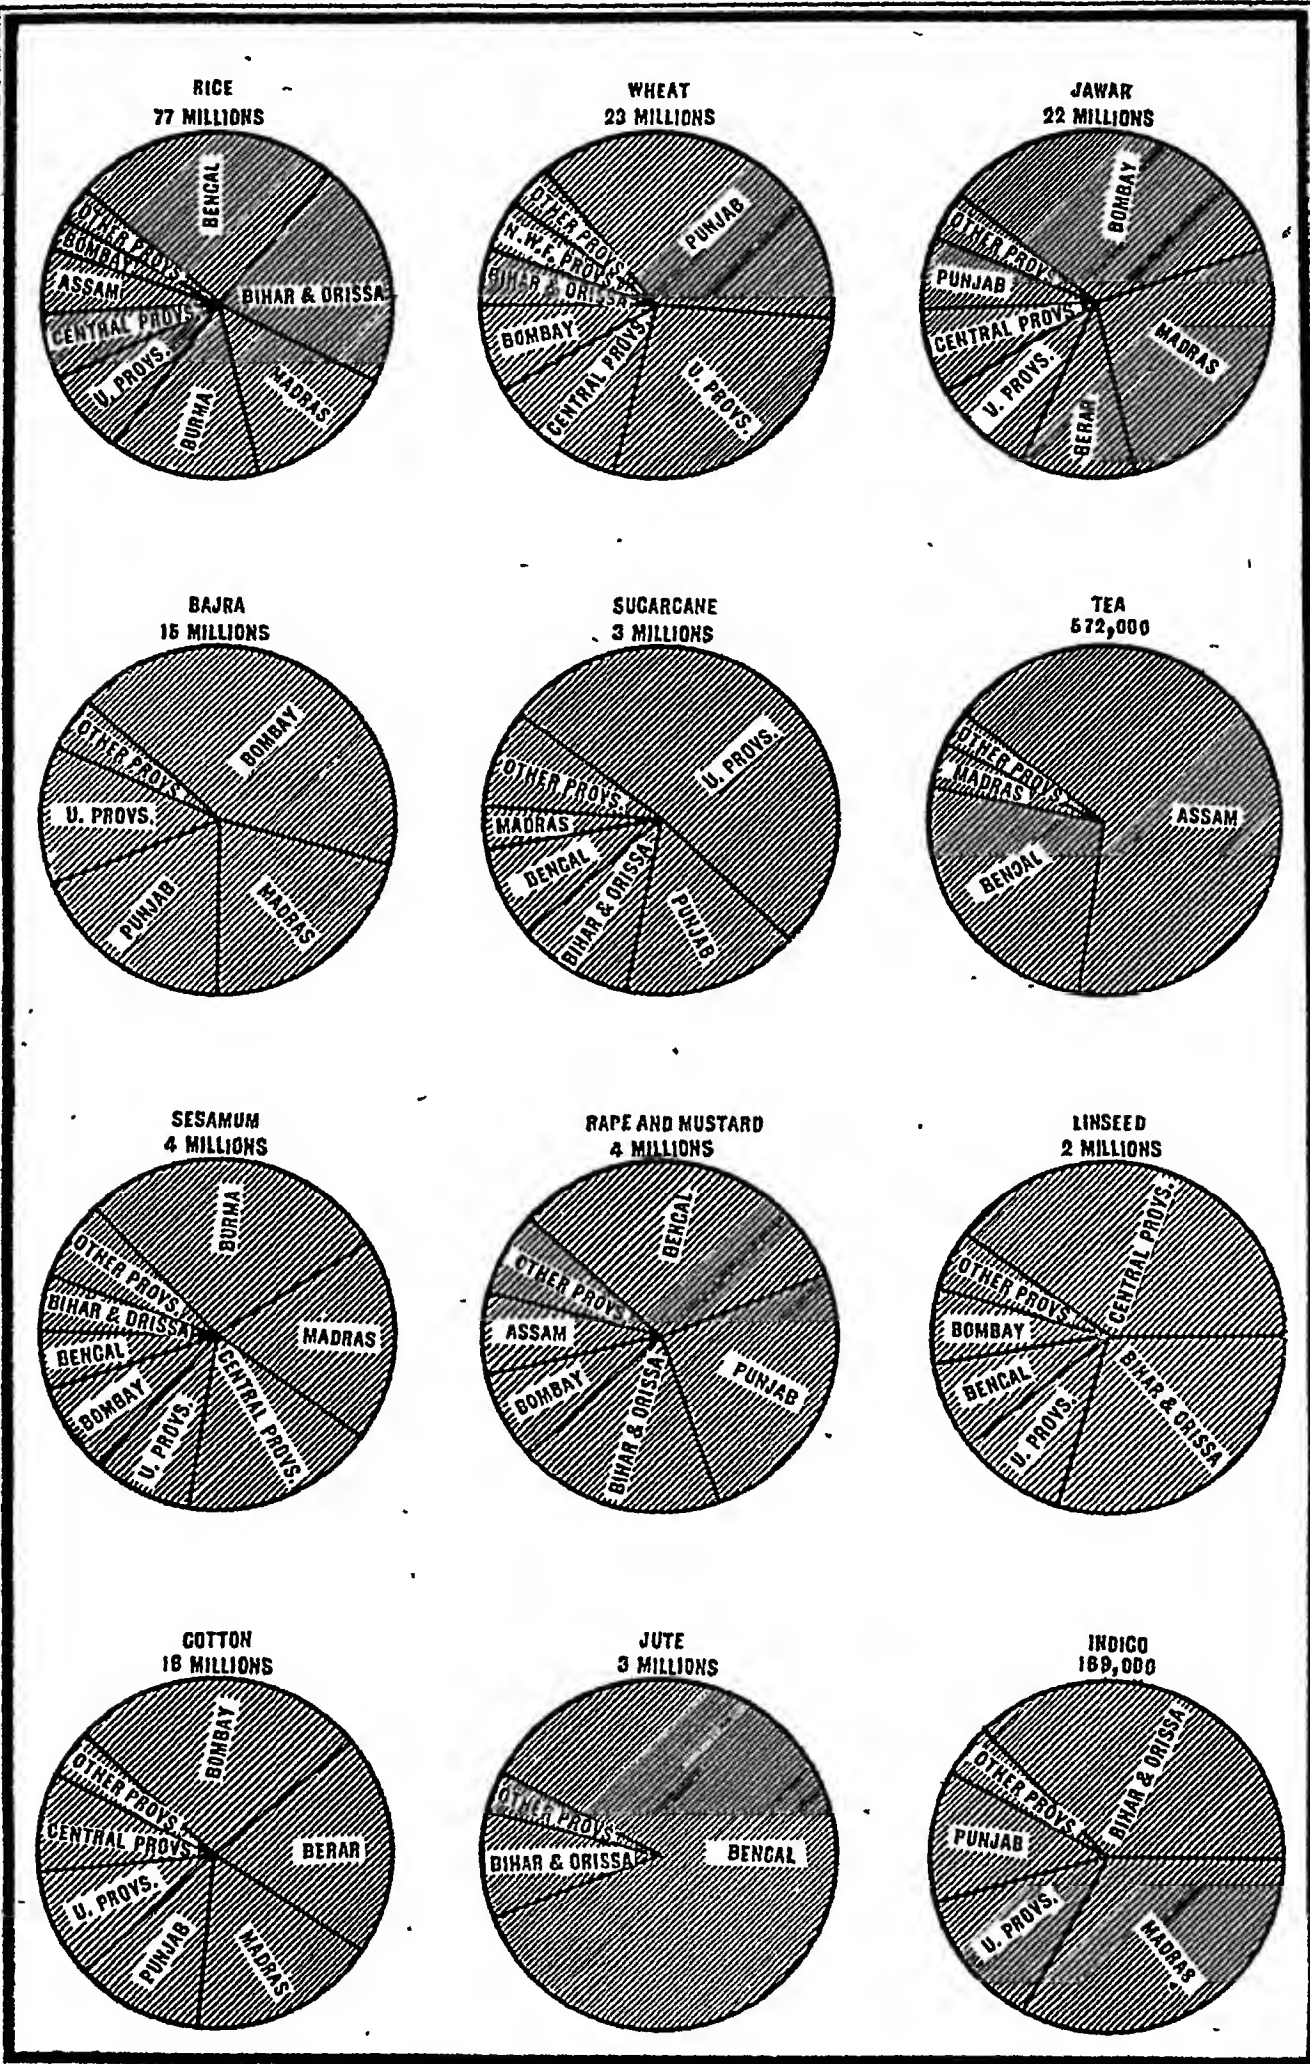 RICE
77 MILLIONS
BENGAL
BIHAR & ORISSA
MADRAS
BURMA
U. PROVS.
CENTRAL PROVS.
ASSAM
BOMBAY
OTHER PROVS.
WHEAT
23 MILLIONS
PUNJAB
U. PROVS.
CENTRAL PROVS.
BOMBAY
BIHAR & ORISSA
N.W.F. PROVS.
OTHER PROVS.
JAWAR
22 MILLIONS
BOMBAY
MADRAS
BERAR
U. PROVS.
CENTRAL PROVS.
PUNJAB
OTHER PROVS.
BAJRA
15 MILLIONS
BOMBAY
MADRAS
PUNJAB
U. PROVS.
OTHER PROVS.
SUGARCANE
3 MILLIONS
U. PROVS.
PUNJAB
BIHAR & ORISSA
BENGAL
MADRAS
OTHER PROVS.
TEA
572,000
ASSAM
BENGAL
MADRAS
OTHER PROVS.
SESAMUM
4 MILLIONS
BURMA
MADRAS
CENTRAL PROVS.
U. PROVS.
BOMBAY
BENGAL
BIHAR & ORISSA
OTHER PROVS.
RAPE AND MUSTARD
4 MILLIONS
BENGAL
PUNJAB
BIHAR & ORISSA
BOMBAY
ASSAM
OTHER PROVS.
LINSEED
2 MILLIONS
CENTRAL PROVS.
BIHAR & ORISSA
U. PROVS.
BENGAL
BOMBAY
OTHER PROVS.
COTTON
18 MILLIONS
BOMBAY
BERAR
MADRAS
PUNJAB
U. PROVS.
CENTRAL PROVS.
OTHER PROVS.
JUTE
3 MILLIONS
BENGAL
BIHAR & ORISSA
OTHER PROVS.
INDIGO
169,000
BIHAR & ORISSA
MADRAS
U. PROVS.
PUNJAB
OTHER PROVS.